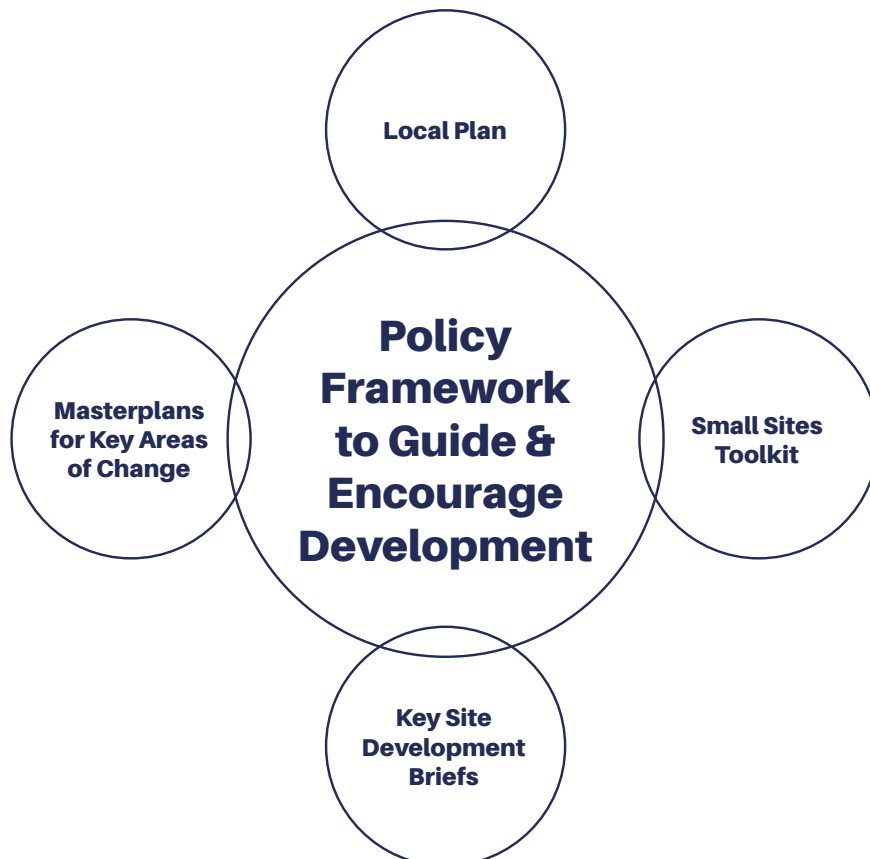 Local Plan
Policy
Framework
to Guide &
Encourage
Development
Masterplans
for Key Areas
of Change
Small Sites
Toolkit
Key Site
Development
Briefs